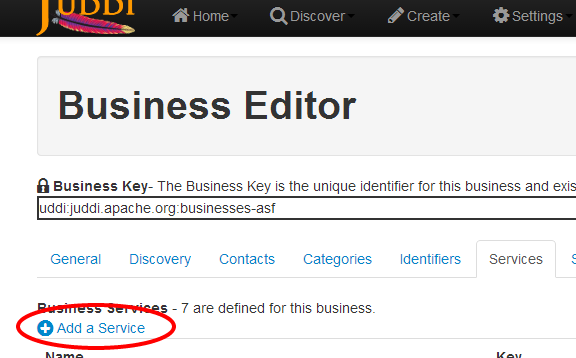 JUDDI
Home Discover Create Settings
Business Editor
Business Key- The Business Key is the unique identifier for this business and exis
uddi:juddi.apache.org:businesses-asf
General Discovery Contacts Categories Identifiers Services S
Business Services - 7 are defined for this business.
Add a Service
Name Key